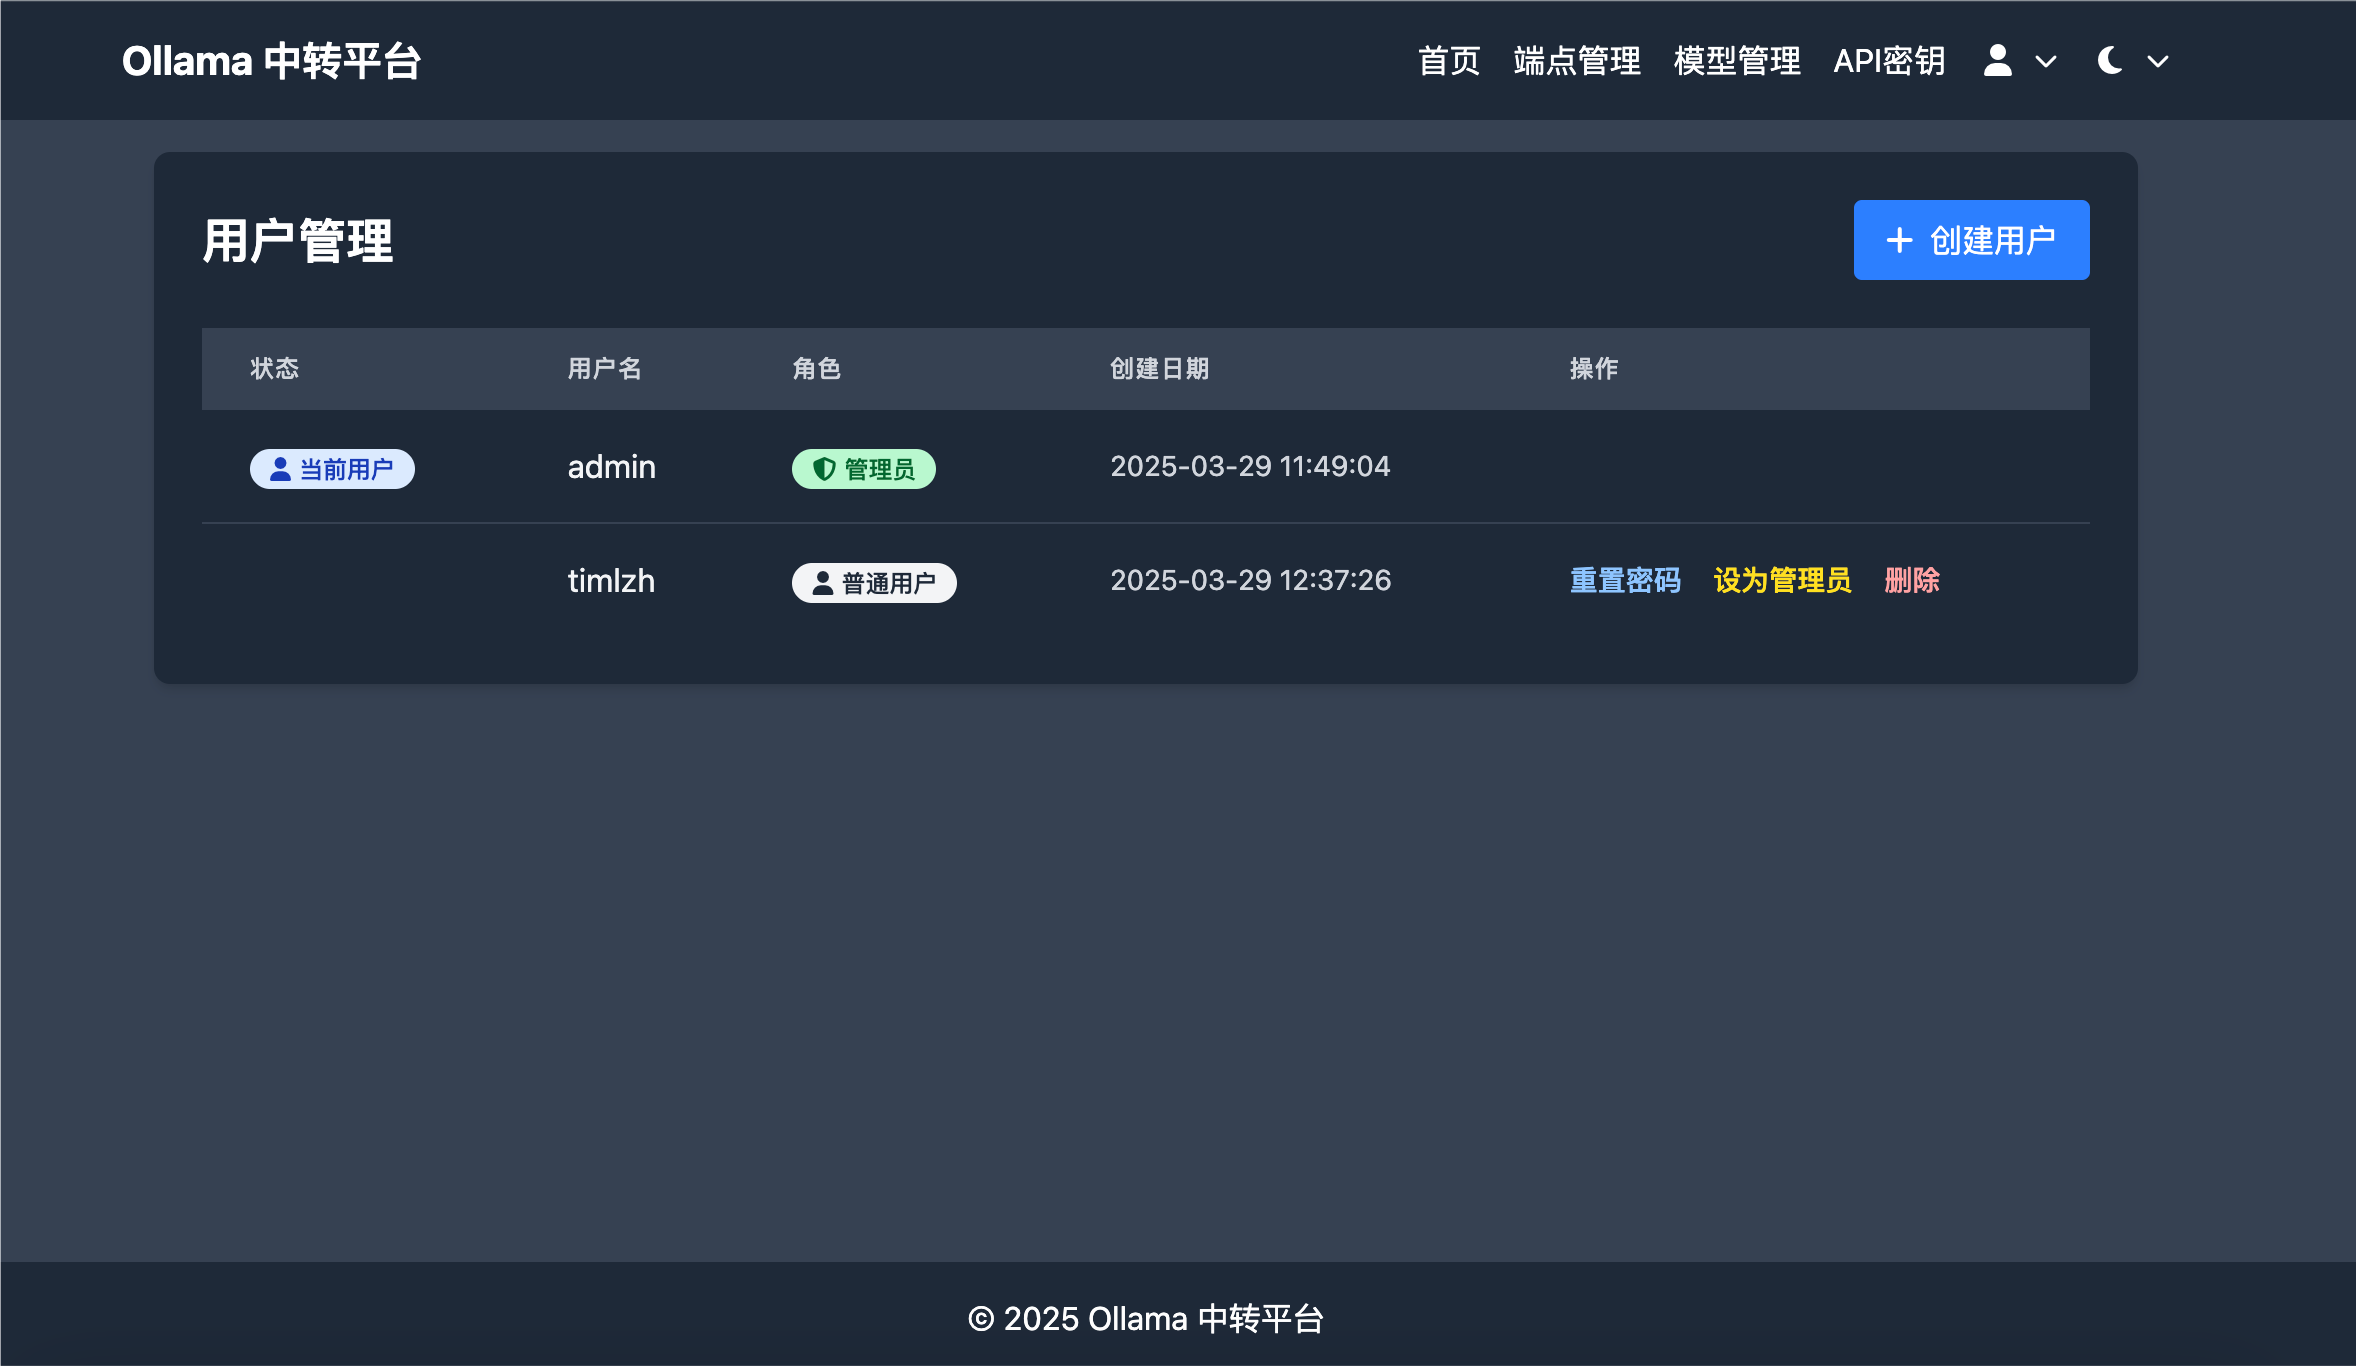 Ollama 中转平台
首页 端点管理 模型管理 API密钥
用户管理
创建用户
状态 用户名 角色 创建日期 操作
当前用户 admin 管理员 2025-03-29 11:49:04
timlzh 普通用户 2025-03-29 12:37:26 重置密码 设为管理员 删除
© 2025 Ollama 中转平台